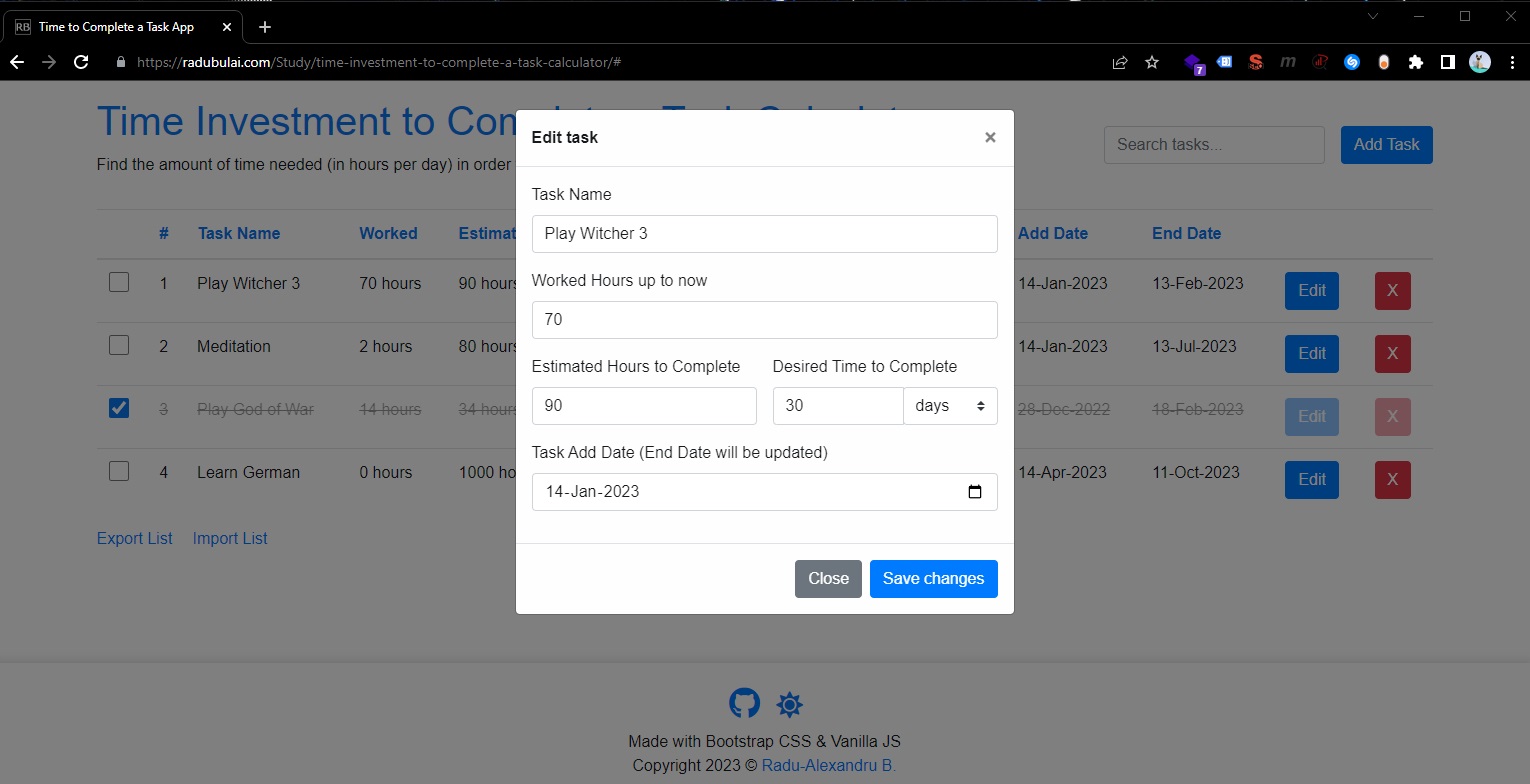 RB Time to Complete a Task App
https://radubulai.com/Study/time-investment-to-complete-a-task-calculator/#
7
Time Investment to Com
Find the amount of time needed (in hours per day) in order
Search tasks...
Add Task
# Task Name Worked Estimat Add Date End Date
1 Play Witcher 3 70 hours 90 hours 14-Jan-2023 13-Feb-2023 Edit X
2 Meditation 2 hours 80 hours 14-Jan-2023 13-Jul-2023 Edit X
3 Play God of War 14 hours 34 hours 28-Dec-2022 18-Feb-2023 Edit X
4 Learn German 0 hours 1000 ho 14-Apr-2023 11-Oct-2023 Edit X
Export List Import List
Edit task ×
Task Name
Play Witcher 3
Worked Hours up to now
70
Estimated Hours to Complete Desired Time to Complete
90 30 days
Task Add Date (End Date will be updated)
14-Jan-2023
Close Save changes
Made with Bootstrap CSS & Vanilla JS
Copyright 2023 © Radu-Alexandru B.